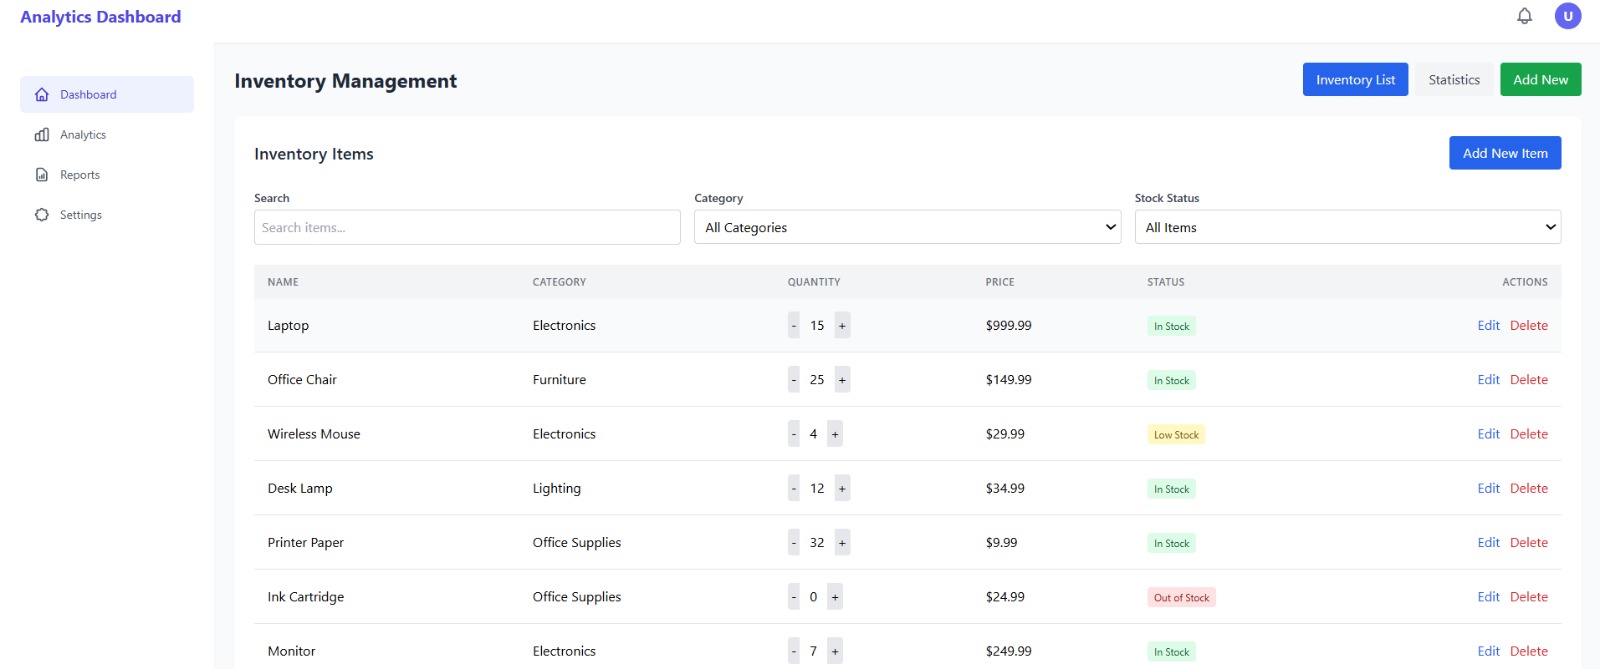 Analytics Dashboard
U
Dashboard
Analytics
Reports
Settings
Inventory Management
Inventory List Statistics Add New
Inventory Items
Add New Item
Search Category Stock Status
Search items... All Categories All Items
NAME CATEGORY QUANTITY PRICE STATUS ACTIONS
Laptop Electronics - 15 + $999.99 In Stock Edit Delete
Office Chair Furniture - 25 + $149.99 In Stock Edit Delete
Wireless Mouse Electronics - 4 + $29.99 Low Stock Edit Delete
Desk Lamp Lighting - 12 + $34.99 In Stock Edit Delete
Printer Paper Office Supplies - 32 + $9.99 In Stock Edit Delete
Ink Cartridge Office Supplies - 0 + $24.99 Out of Stock Edit Delete
Monitor Electronics - 7 + $249.99 In Stock Edit Delete